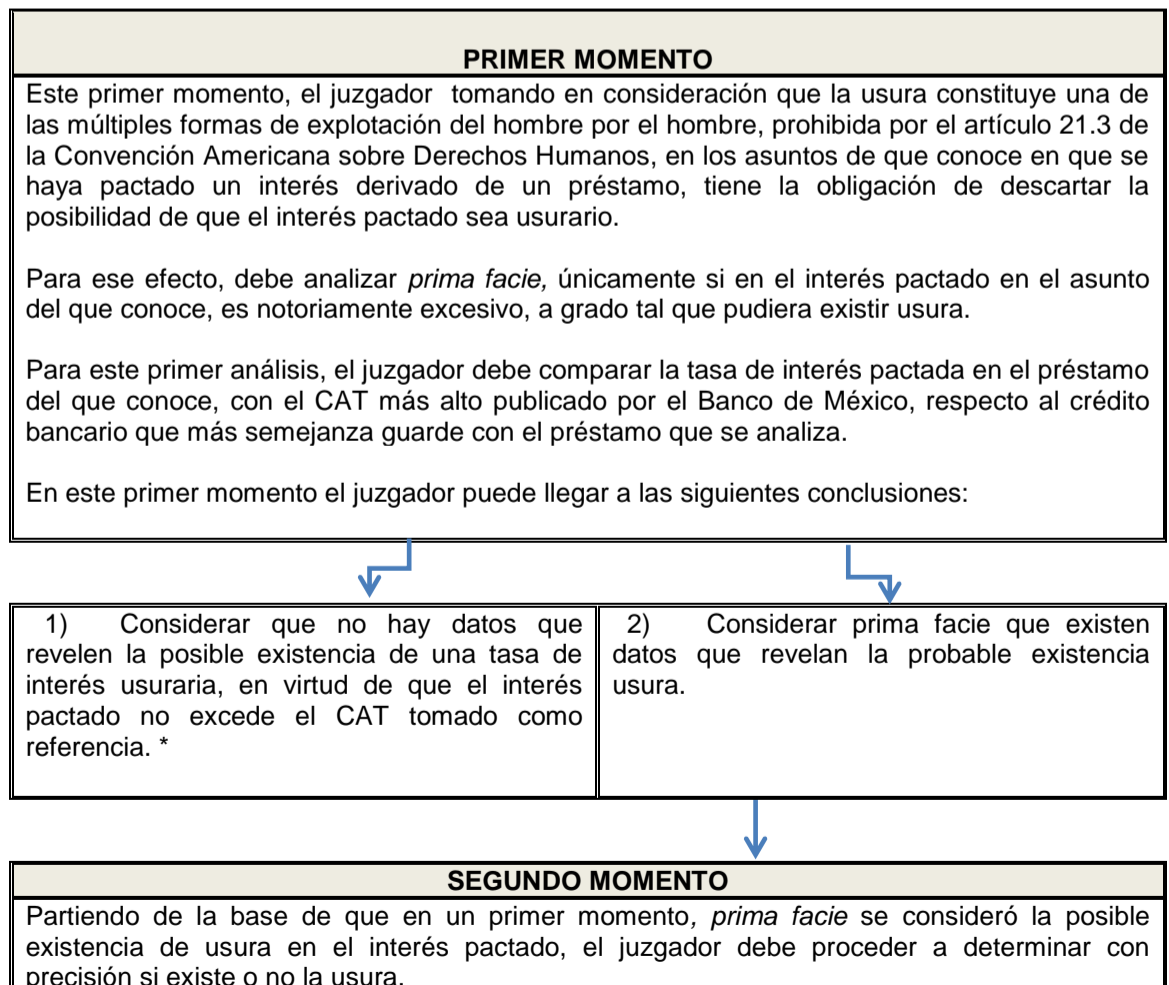 PRIMER MOMENTO
Este primer momento, el juzgador tomando en consideración que la usura constituye una de
las múltiples formas de explotación del hombre por el hombre, prohibida por el artículo 21.3 de
la Convención Americana sobre Derechos Humanos, en los asuntos de que conoce en que se
haya pactado un interés derivado de un préstamo, tiene la obligación de descartar la
posibilidad de que el interés pactado sea usurario.
Para ese efecto, debe analizar prima facie, únicamente si en el interés pactado en el asunto
del que conoce, es notoriamente excesivo, a grado tal que pudiera existir usura.
Para este primer análisis, el juzgador debe comparar la tasa de interés pactada en el préstamo
del que conoce, con el CAT más alto publicado por el Banco de México, respecto al crédito
bancario que más semejanza guarde con el préstamo que se analiza.
En este primer momento el juzgador puede llegar a las siguientes conclusiones:
1) Considerar que no hay datos que
revelen la posible existencia de una tasa de
interés usuraria, en virtud de que el interés
pactado no excede el CAT tomado como
referencia. *
2) Considerar prima facie que existen
datos que revelan la probable existencia
usura.
SEGUNDO MOMENTO
Partiendo de la base de que en un primer momento, prima facie se consideró la posible
existencia de usura en el interés pactado, el juzgador debe proceder a determinar con
precisión si existe o no la usura.